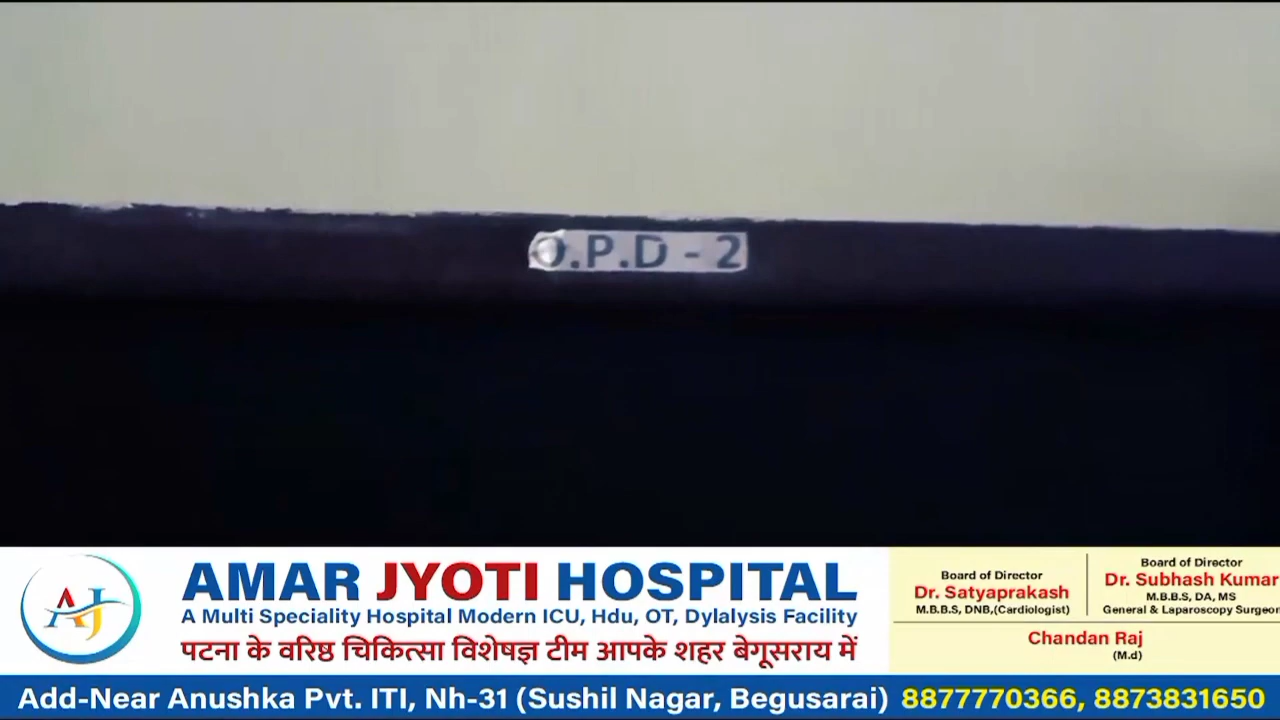 O.P.D - 2
AJ
AMAR JYOTI HOSPITAL
A Multi Speciality Hospital Modern ICU, Hdu, OT, Dylalysis Facility
पटना के वरिष्ठ चिकित्सा विशेषज्ञ टीम आपके शहर बेगूसराय में
Board of Director
Dr. Satyaprakash
M.B.B.S, DNB,(Cardiologist)
Board of Director
Dr. Subhash Kumar
M.B.B.S, DA, MS
General & Laparoscopy Surgeon
Chandan Raj
(M.d)
Add-Near Anushka Pvt. ITI, Nh-31 (Sushil Nagar, Begusarai) 8877770366, 8873831650